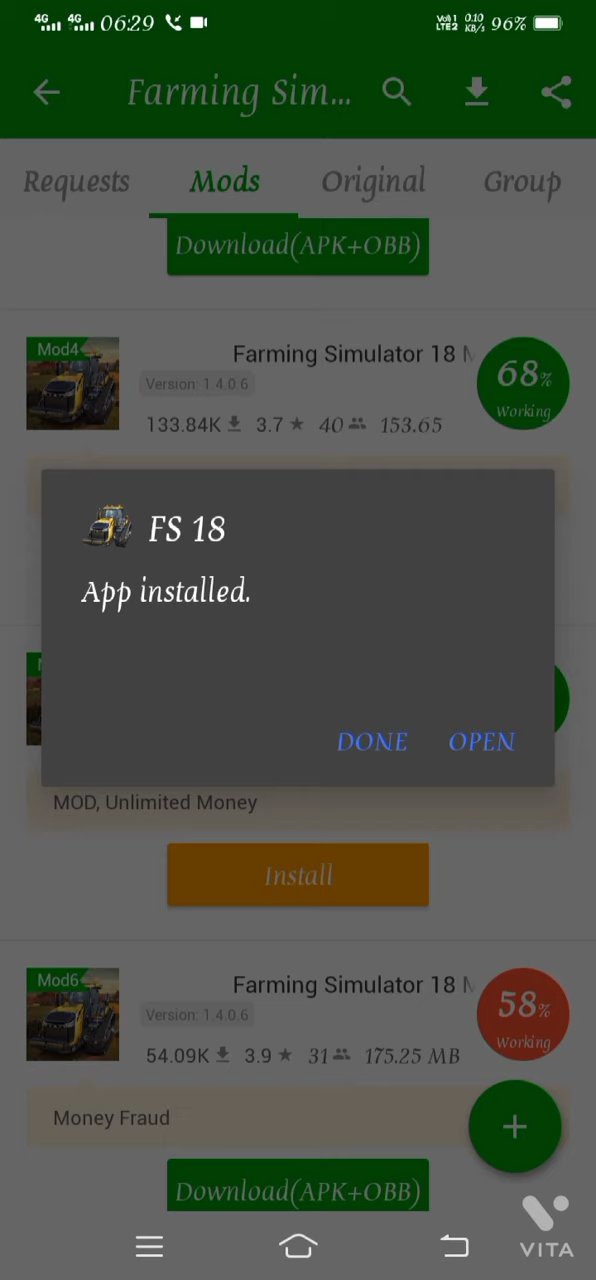 4G 4G 06:29 Vo)) 1 LTE2 0.10 KB/s 96%
Farming Sim...
Requests Mods Original Group
Download(APK+OBB)
Mod4 Farming Simulator 18
Version: 1.4.0.6
68%
Working
133.84K 3.7 40 153.65
FS 18
App installed.
DONE OPEN
MOD, Unlimited Money
Install
Mod6 Farming Simulator 18
Version: 1.4.0.6
58%
Working
54.09K 3.9 31 175.25 MB
Money Fraud
+
Download(APK+OBB)
VITA